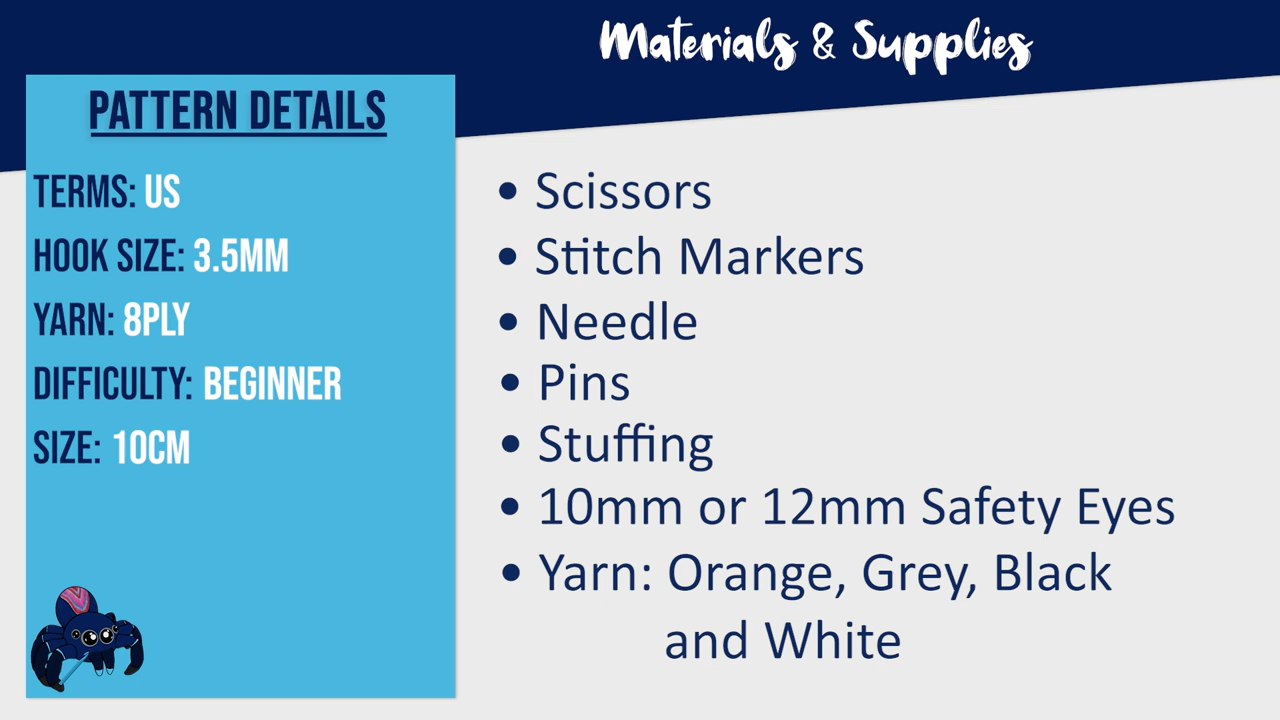 Materials & Supplies
PATTERN DETAILS
TERMS: US
HOOK SIZE: 3.5MM
YARN: 8PLY
DIFFICULTY: BEGINNER
SIZE: 10CM
• Scissors
• Stitch Markers
• Needle
• Pins
• Stuffing
• 10mm or 12mm Safety Eyes
• Yarn: Orange, Grey, Black
and White